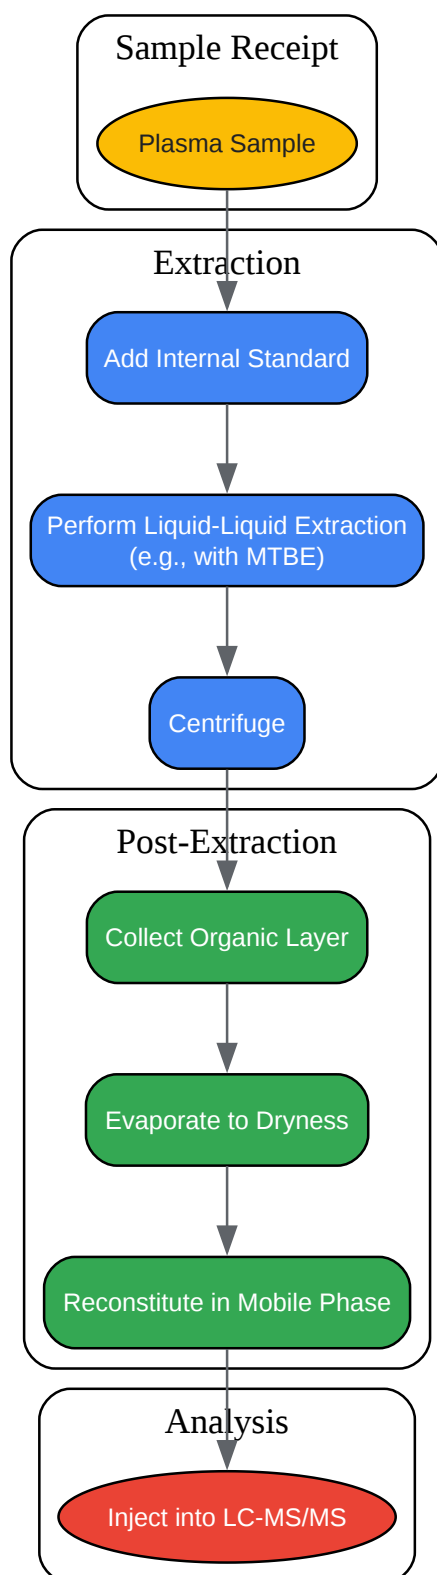 Sample Receipt
Plasma Sample
Extraction
Add Internal Standard
Perform Liquid-Liquid Extraction
(e.g., with MTBE)
Centrifuge
Post-Extraction
Collect Organic Layer
Evaporate to Dryness
Reconstitute in Mobile Phase
Analysis
Inject into LC-MS/MS